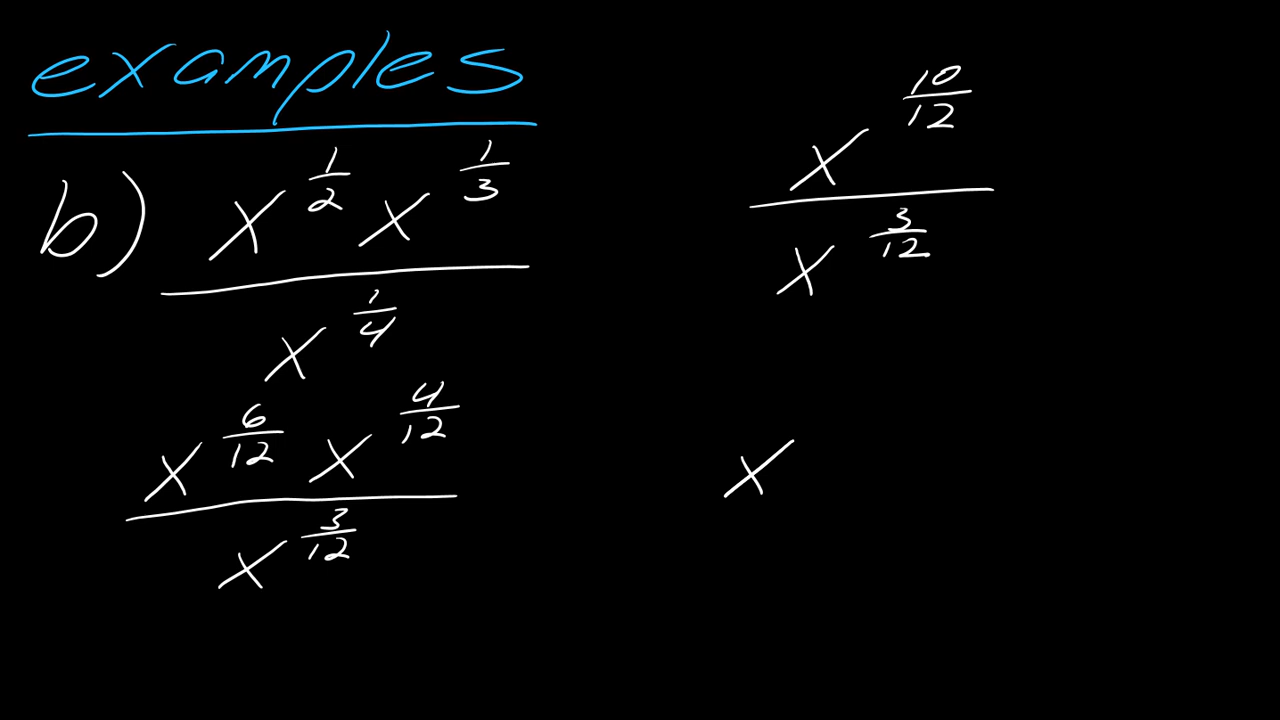 examples
b) x^(1/2) x^(1/3)
x^(1/4)
x^(6/12) x^(4/12)
x^(3/12)
x^(10/12)
x^(3/12)
x